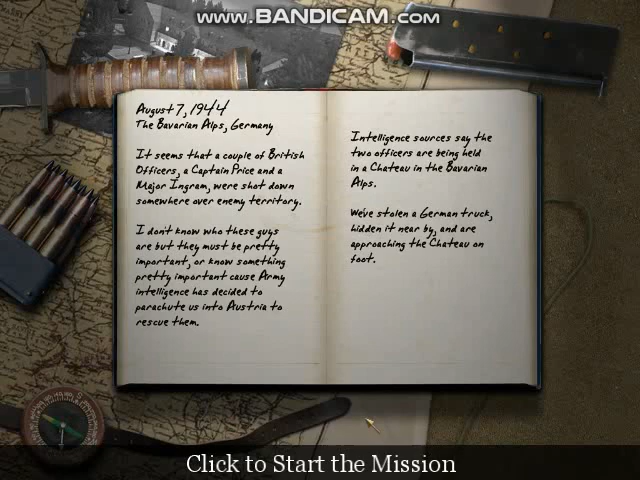 www.BANDICAM.com
August 7, 1944
The Bavarian Alps, Germany
It seems that a couple of British
Officers, a Captain Price and a
Major Ingram, were shot down
somewhere over enemy territory.
I don't know who these guys
are but they must be pretty
important, or know something
pretty important cause Army
intelligence has decided to
parachute us into Austria to
rescue them.
Intelligence sources say the
two officers are being held
in a Chateau in the Bavarian
Alps.
We've stolen a German truck,
hidden it near by, and are
approaching the Chateau on
foot.
Click to Start the Mission